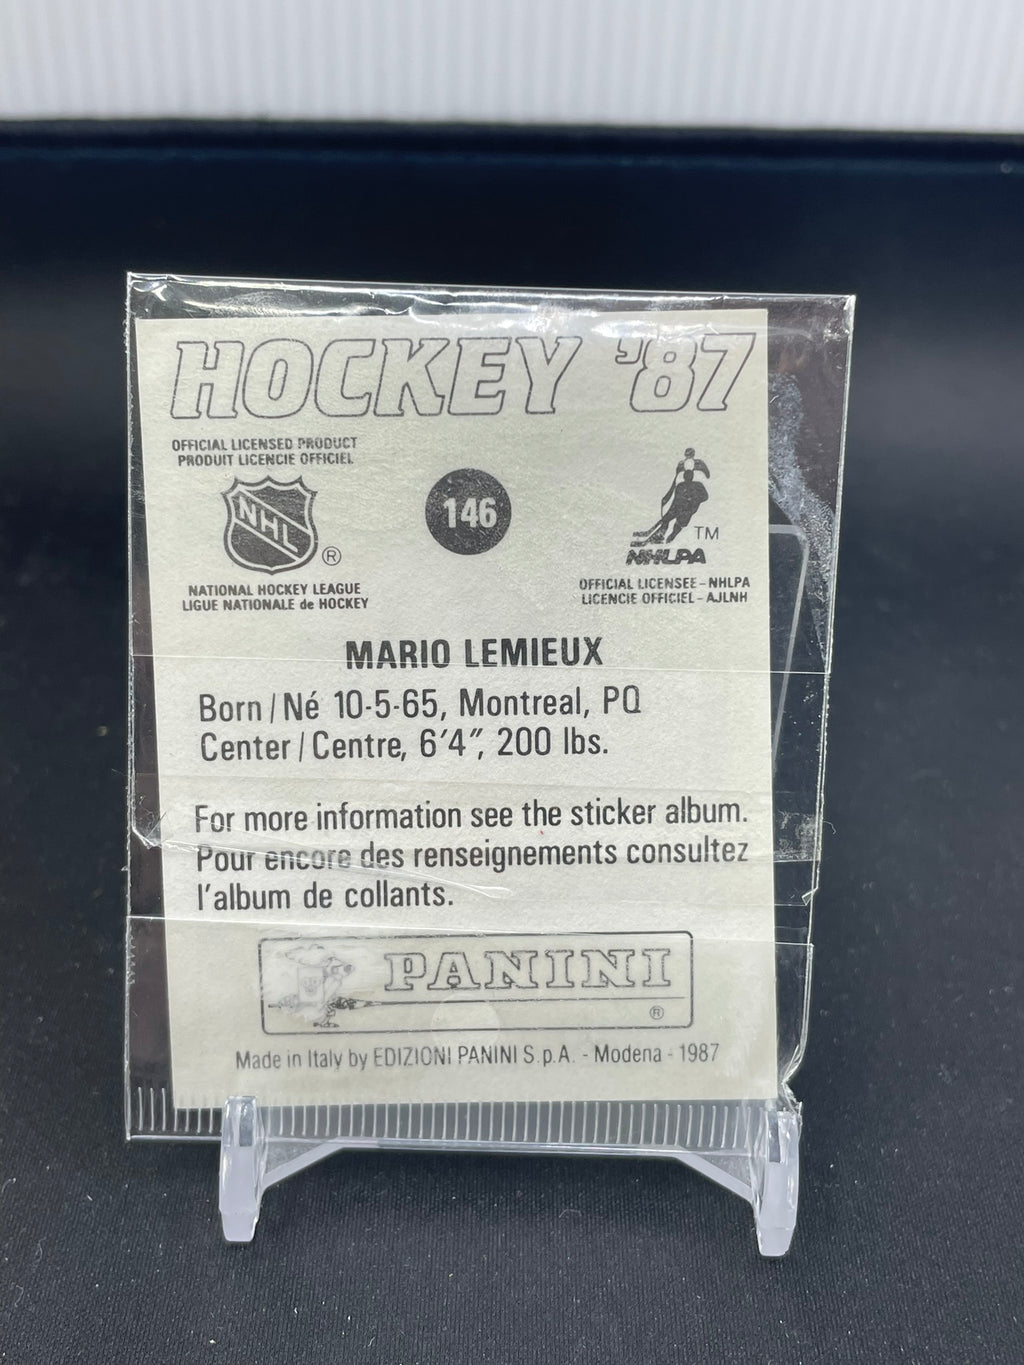 HOCKEY '87
OFFICIAL LICENSED PRODUCT
PRODUIT LICENCIE OFFICIEL
NHL
®
NATIONAL HOCKEY LEAGUE
LIGUE NATIONALE de HOCKEY
146
TM
NHLPA
OFFICIAL LICENSEE - NHLPA
LICENCIE OFFICIEL - AJLNH
MARIO LEMIEUX
Born / Né 10-5-65, Montreal, PQ
Center / Centre, 6'4", 200 lbs.
For more information see the sticker album.
Pour encore des renseignements consultez
l'album de collants.
PANINI
®
Made in Italy by EDIZIONI PANINI S.p.A. - Modena - 1987